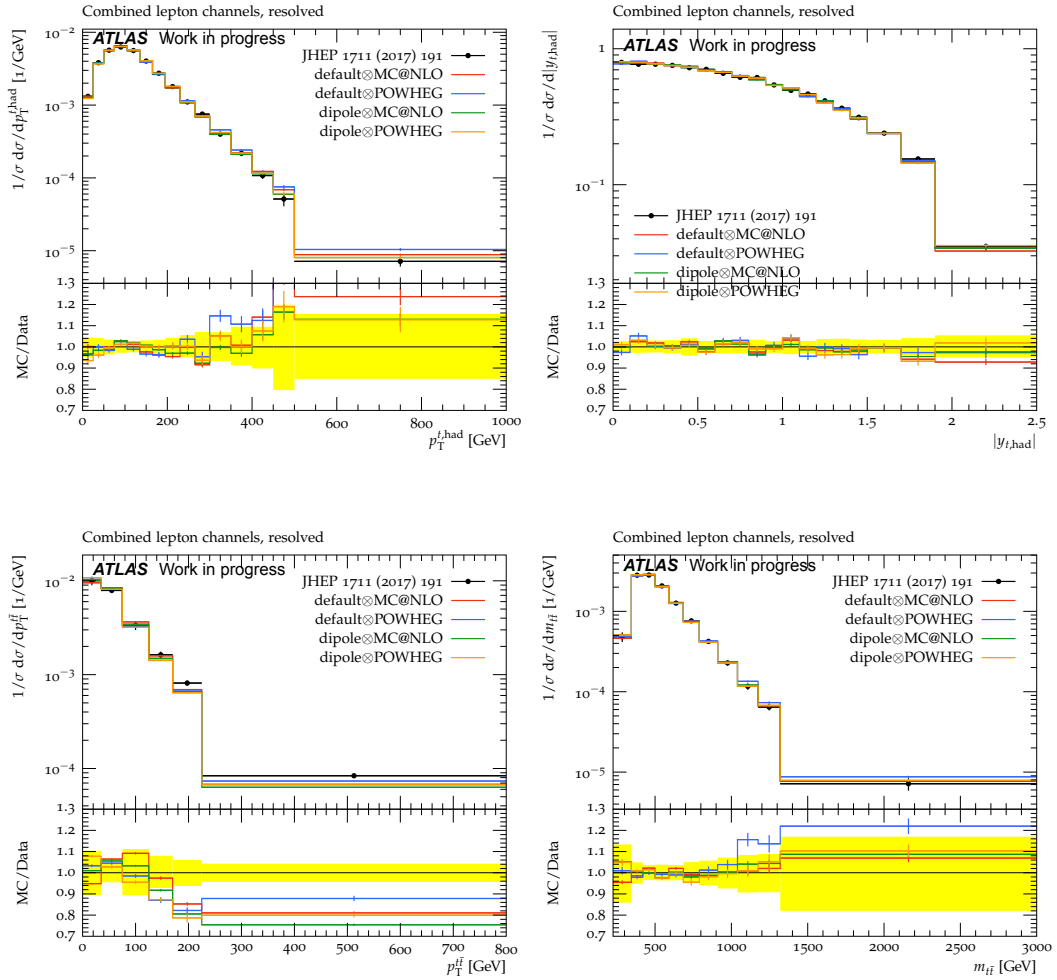 Combined lepton channels, resolved
ATLAS Work in progress
JHEP 1711 (2017) 191
default⊗MC@NLO
default⊗POWHEG
dipole⊗MC@NLO
dipole⊗POWHEG
1/σ dσ/dp_T^{t,had} [1/GeV]
10^{-2}
10^{-3}
10^{-4}
10^{-5}
1.3
1.2
1.1
1.0
0.9
0.8
0.7
MC/Data
0 200 400 600 800 1000
p_T^{t,had} [GeV]
Combined lepton channels, resolved
ATLAS Work in progress
1/σ dσ/d|y_{t,had}|
1
10^{-1}
JHEP 1711 (2017) 191
default⊗MC@NLO
default⊗POWHEG
dipole⊗MC@NLO
dipole⊗POWHEG
1.3
1.2
1.1
1.0
0.9
0.8
0.7
MC/Data
0 0.5 1 1.5 2 2.5
|y_{t,had}|
Combined lepton channels, resolved
ATLAS Work in progress
JHEP 1711 (2017) 191
default⊗MC@NLO
default⊗POWHEG
dipole⊗MC@NLO
dipole⊗POWHEG
1/σ dσ/dp_T^{tt̄} [1/GeV]
10^{-2}
10^{-3}
10^{-4}
1.3
1.2
1.1
1.0
0.9
0.8
0.7
MC/Data
0 100 200 300 400 500 600 700 800
p_T^{tt̄} [GeV]
Combined lepton channels, resolved
ATLAS Work in progress
JHEP 1711 (2017) 191
default⊗MC@NLO
default⊗POWHEG
dipole⊗MC@NLO
dipole⊗POWHEG
1/σ dσ/dm_{tt̄} [1/GeV]
10^{-3}
10^{-4}
10^{-5}
1.3
1.2
1.1
1.0
0.9
0.8
0.7
MC/Data
500 1000 1500 2000 2500 3000
m_{tt̄} [GeV]